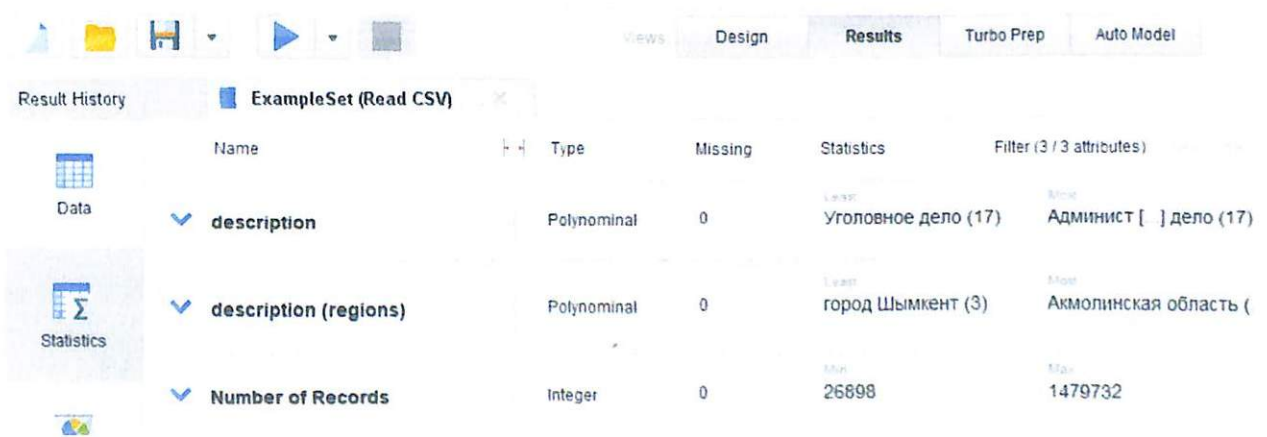 Views Design Results Turbo Prep Auto Model
Result History ExampleSet (Read CSV)
Name Type Missing Statistics Filter (3 / 3 attributes)
Data
Least Most
description Polynominal 0 Уголовное дело (17) Админист [...] дело (17)
Least Most
description (regions) Polynominal 0 город Шымкент (3) Акмолинская область (
Statistics
Min Max
Number of Records Integer 0 26898 1479732